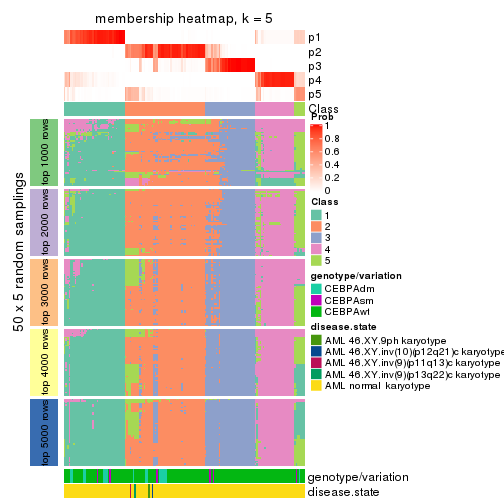 membership heatmap, k = 5
p1
p2
p3
p4
p5
Class
50 x 5 random samplings
top 1000 rows
top 2000 rows
top 3000 rows
top 4000 rows
top 5000 rows
Prob
1
0.8
0.6
0.4
0.2
0
Class
1
2
3
4
5
genotype/variation
CEBPAdm
CEBPAsm
CEBPAwt
disease.state
AML 46.XY.9ph karyotype
AML 46.XY.inv(10)(p12q21)c karyotype
AML 46.XY.inv(9)(p11q13)c karyotype
AML 46.XY.inv(9)(p13q22)c karyotype
AML normal karyotype
genotype/variation
disease.state